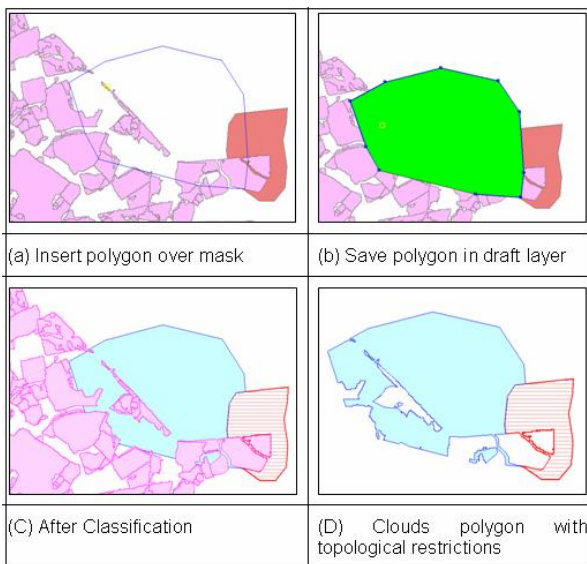 (a) Insert polygon over mask
(b) Save polygon in draft layer
(C) After Classification
(D) Clouds polygon with
topological restrictions